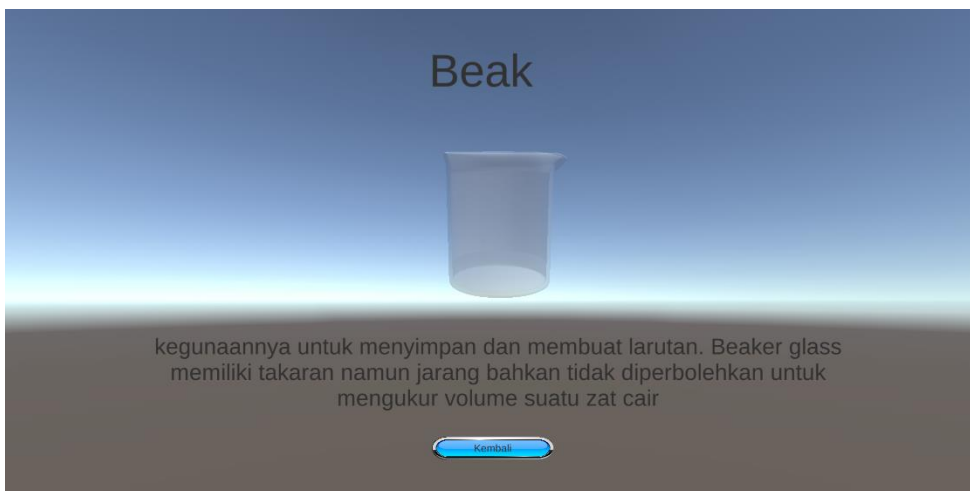 Beak
kegunaannya untuk menyimpan dan membuat larutan. Beaker glass
memiliki takaran namun jarang bahkan tidak diperbolehkan untuk
mengukur volume suatu zat cair
Kembali